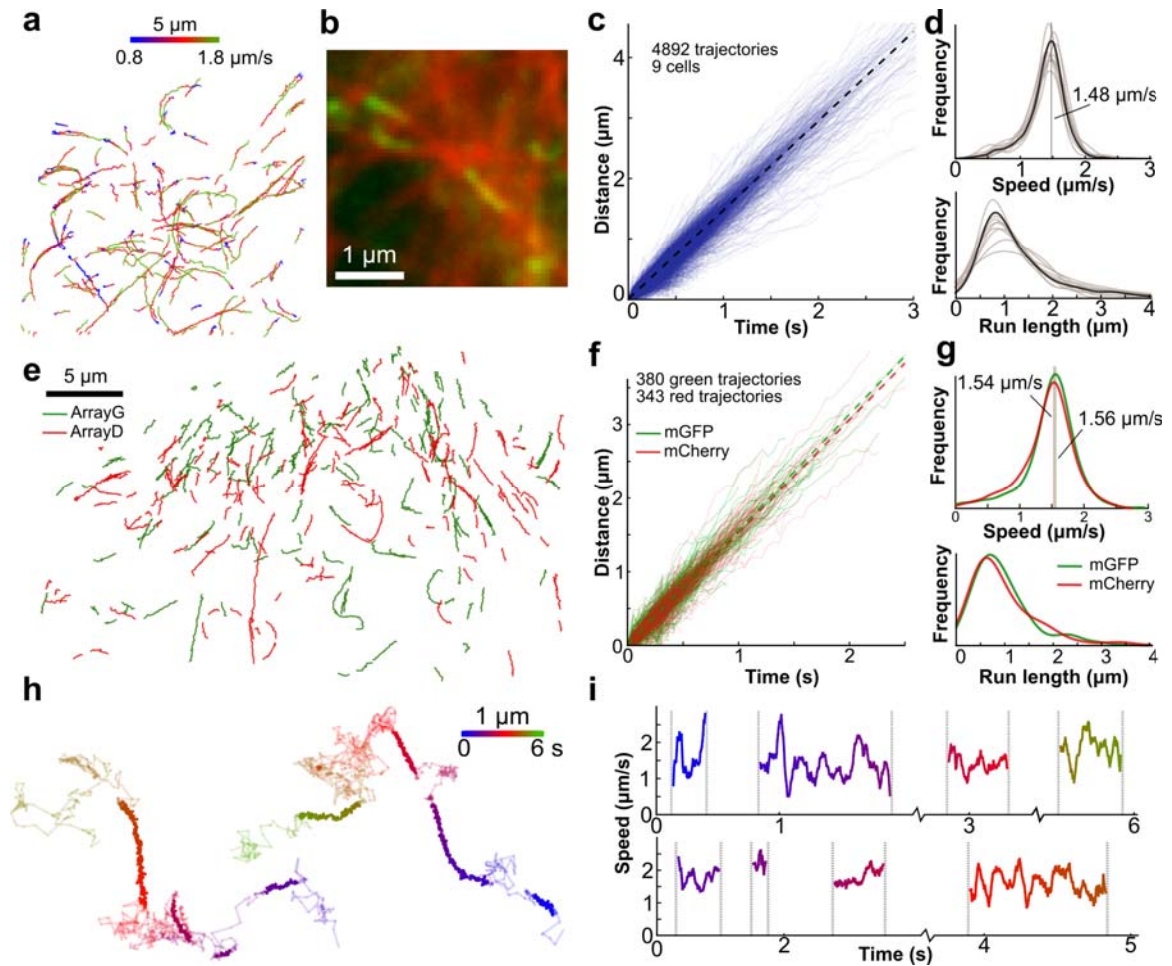 a
5 µm
0.8
1.8 µm/s
b
1 µm
c
4892 trajectories
9 cells
Distance (µm)
4
2
0
0
1
2
3
Time (s)
d
Frequency
1.48 µm/s
0
1
2
3
Speed (µm/s)
Frequency
0
1
2
3
4
Run length (µm)
e
5 µm
ArrayG
ArrayD
f
380 green trajectories
343 red trajectories
mGFP
mCherry
Distance (µm)
4
3
2
1
0
0
1
2
Time (s)
g
1.54 µm/s
1.56 µm/s
Frequency
0
1
2
3
Speed (µm/s)
mGFP
mCherry
Frequency
0
1
2
3
4
Run length (µm)
h
1 µm
0
6 s
i
Speed (µm/s)
2
1
0
0
1
3
6
2
1
0
0
2
4
5
Time (s)